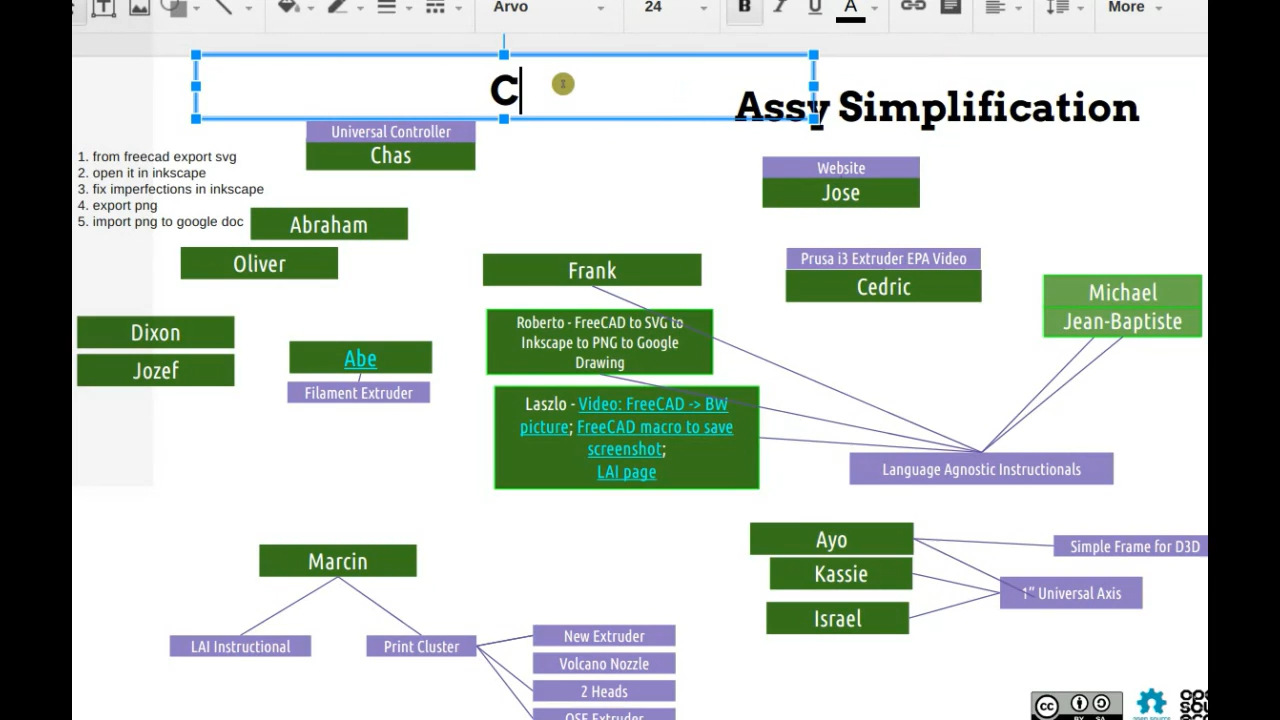 Arvo
24
B
I
U
A
More
C
Assy Simplification
Universal Controller
Chas
1. from freecad export svg
2. open it in inkscape
3. fix imperfections in inkscape
4. export png
5. import png to google doc
Website
Jose
Abraham
Oliver
Frank
Prusa i3 Extruder EPA Video
Cedric
Michael
Jean-Baptiste
Dixon
Jozef
Abe
Filament Extruder
Roberto - FreeCAD to SVG to
Inkscape to PNG to Google
Drawing
Laszlo - Video: FreeCAD -> BW
picture; FreeCAD macro to save
screenshot;
LAI page
Language Agnostic Instructionals
Ayo
Kassie
Israel
Simple Frame for D3D
1” Universal Axis
Marcin
LAI Instructional
Print Cluster
New Extruder
Volcano Nozzle
2 Heads
OSE Extruder
cc
BY SA